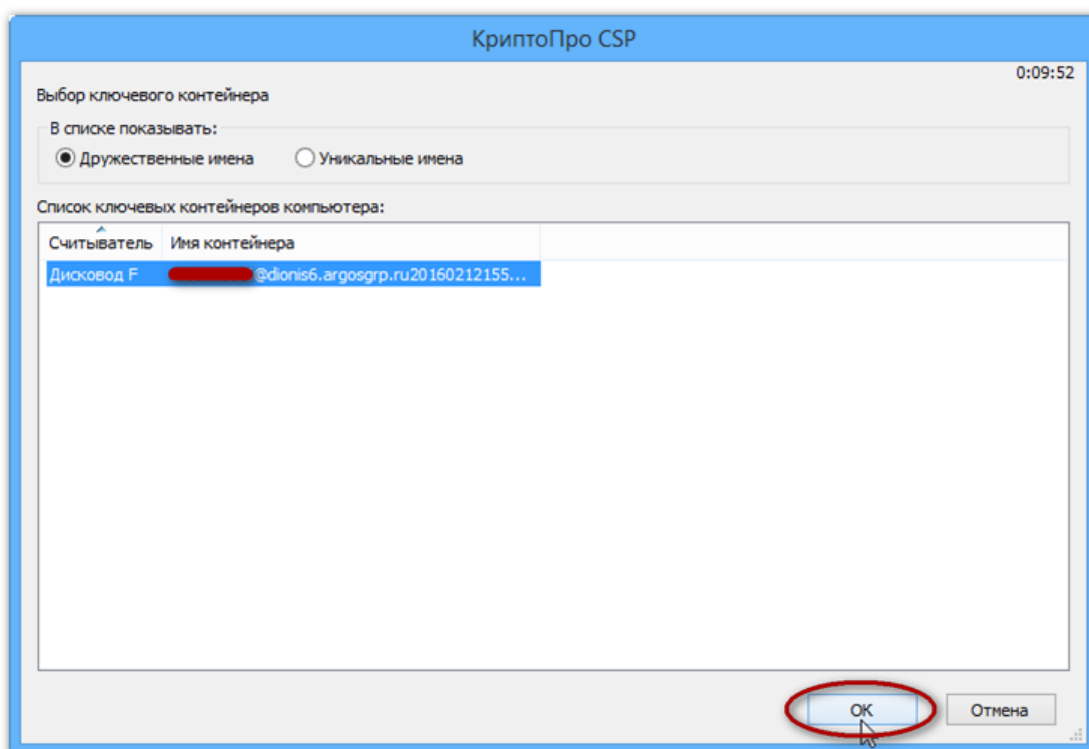 КриптоПро CSP
0:09:52
Выбор ключевого контейнера
В списке показывать:
Дружественные имена Уникальные имена
Список ключевых контейнеров компьютера:
Считыватель Имя контейнера
Дисковод F @dionis6.argosgrp.ru20160212155...
ОК Отмена